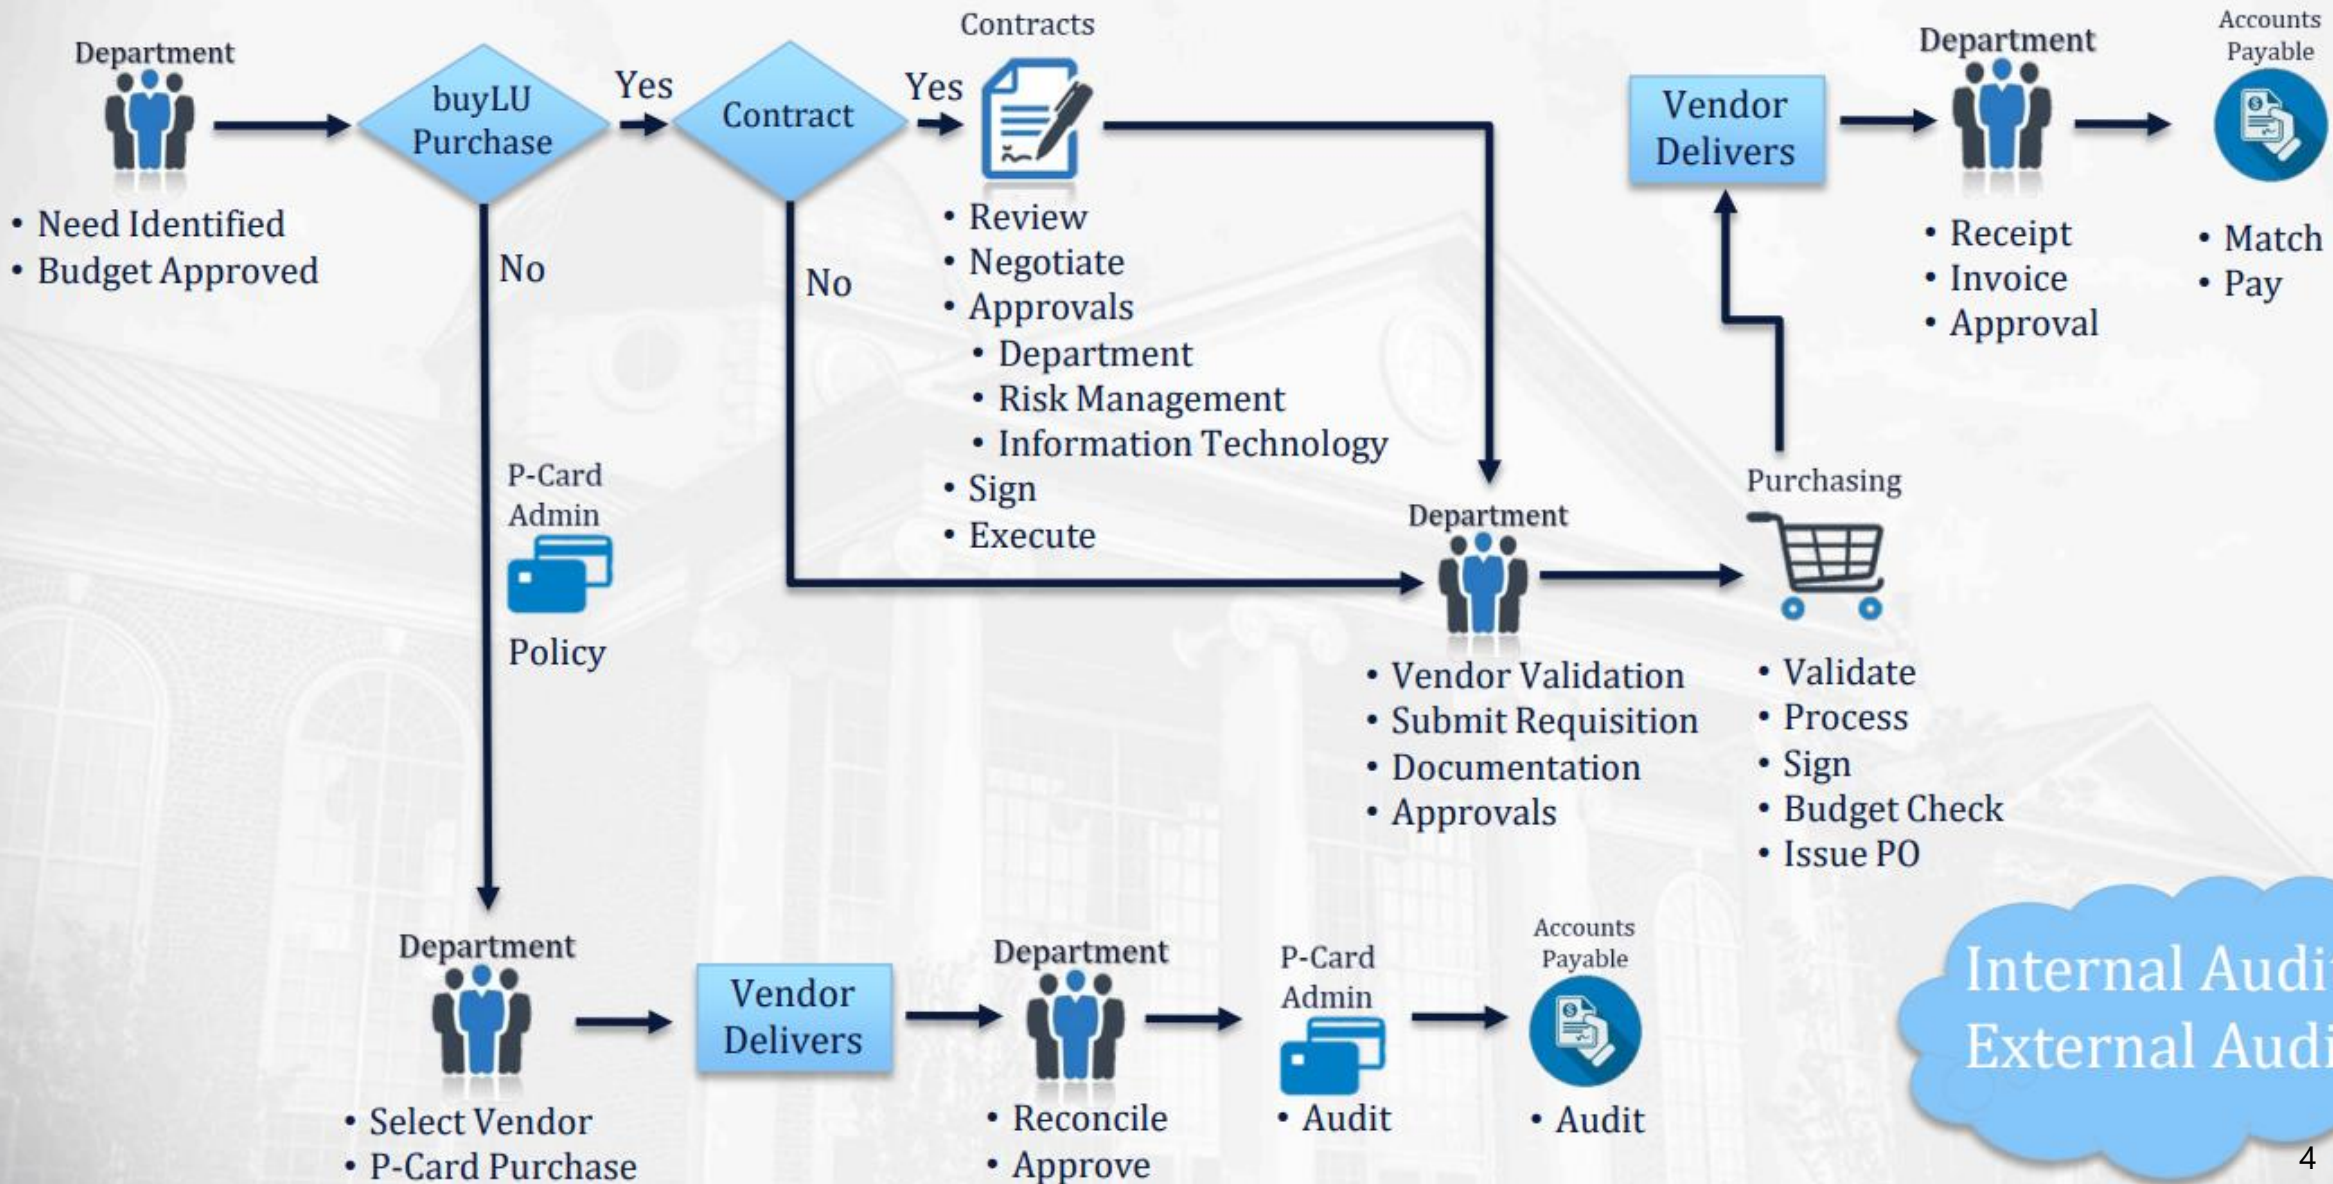 Department
• Need Identified
• Budget Approved
buyLU
Purchase
Yes
No
Contract
Yes
No
Contracts
• Review
• Negotiate
• Approvals
• Department
• Risk Management
• Information Technology
• Sign
• Execute
P-Card
Admin
Policy
Department
• Vendor Validation
• Submit Requisition
• Documentation
• Approvals
Purchasing
• Validate
• Process
• Sign
• Budget Check
• Issue PO
Vendor
Delivers
Department
• Receipt
• Invoice
• Approval
Accounts
Payable
• Match
• Pay
Department
• Select Vendor
• P-Card Purchase
Vendor
Delivers
Department
• Reconcile
• Approve
P-Card
Admin
• Audit
Accounts
Payable
• Audit
Internal
External
4